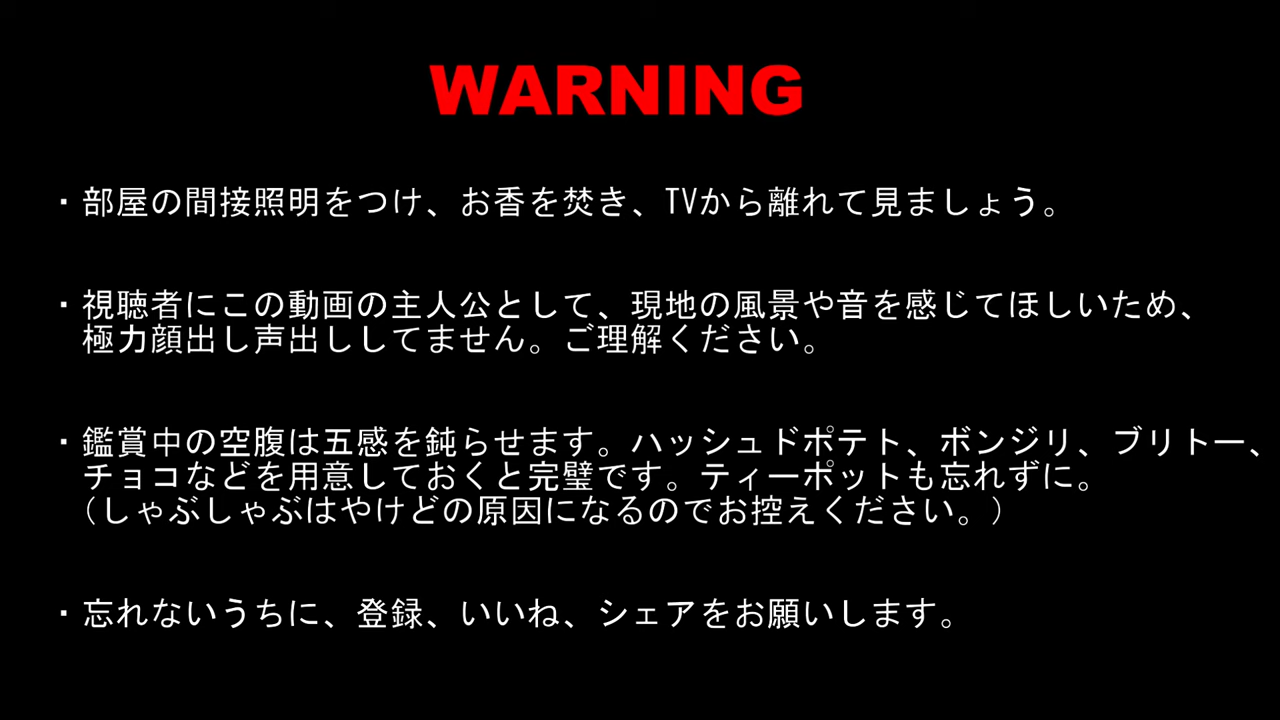 WARNING
・部屋の間接照明をつけ、お香を焚き、TVから離れて見ましょう。
・視聴者にこの動画の主人公として、現地の風景や音を感じてほしいため、
極力顔出し声出ししてません。ご理解ください。
・鑑賞中の空腹は五感を鈍らせます。ハッシュドポテト、ボンジリ、ブリトー、
チョコなどを用意しておくと完璧です。ティーポットも忘れずに。
（しゃぶしゃぶはやけどの原因になるのでお控えください。）
・忘れないうちに、登録、いいね、シェアをお願いします。